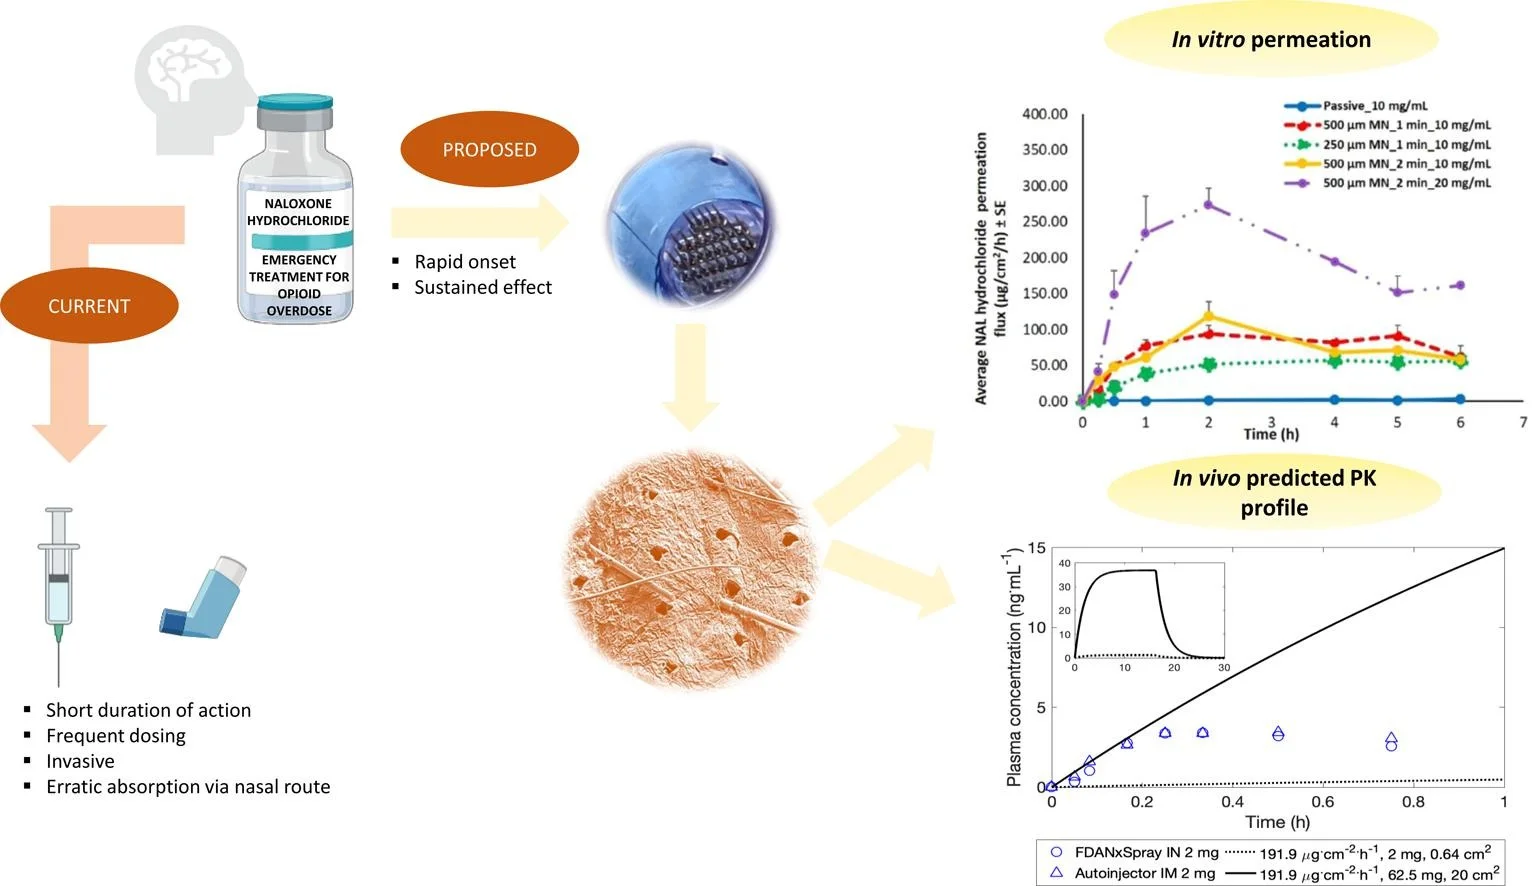 NALOXONE
HYDROCHLORIDE
EMERGENCY
TREATMENT FOR
OPIOID
OVERDOSE
CURRENT
▪ Short duration of action
▪ Frequent dosing
▪ Invasive
▪ Erratic absorption via nasal route
PROPOSED
▪ Rapid onset
▪ Sustained effect
In vitro permeation
Average NAL hydrochloride permeation
flux (µg/cm²/h) ± SE
400.00
350.00
300.00
250.00
200.00
150.00
100.00
50.00
0.00
0 1 2 3 4 5 6 7
Time (h)
Passive_10 mg/mL
500 µm MN_1 min_10 mg/mL
250 µm MN_1 min_10 mg/mL
500 µm MN_2 min_10 mg/mL
500 µm MN_2 min_20 mg/mL
In vivo predicted PK
profile
Plasma concentration (ng·mL⁻¹)
15
10
5
0
40
30
20
10
0
0 10 20 30
0 0.2 0.4 0.6 0.8 1
Time (h)
FDANxSpray IN 2 mg
Autoinjector IM 2 mg
191.9 µg·cm⁻²·h⁻¹, 2 mg, 0.64 cm²
191.9 µg·cm⁻²·h⁻¹, 62.5 mg, 20 cm²